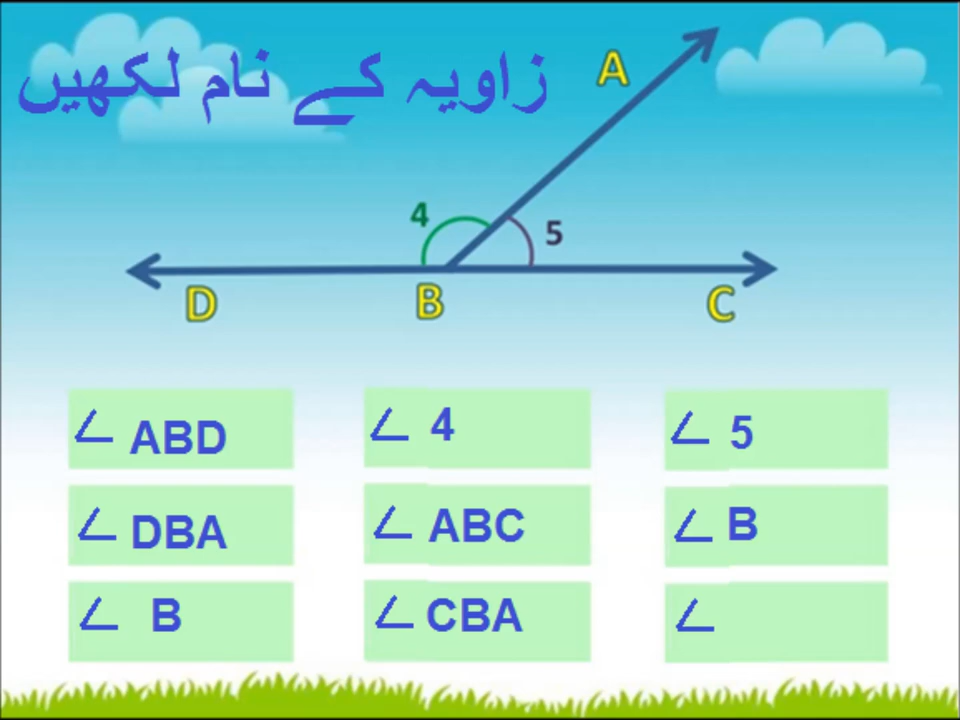 زاویہ کے نام لکھیں
A
4
5
D B C
∠ ABD ∠ 4 ∠ 5
∠ DBA ∠ ABC ∠ B
∠ B ∠ CBA ∠